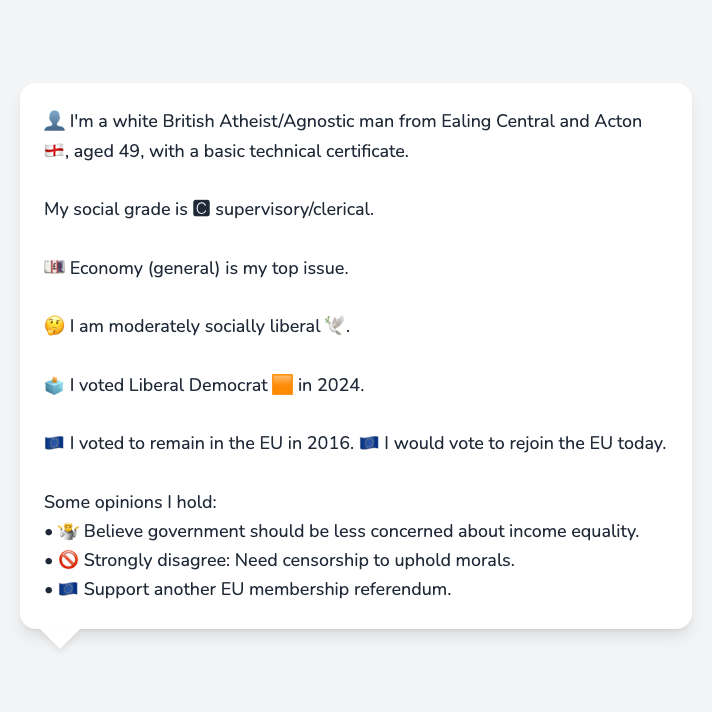 👤 I'm a white British Atheist/Agnostic man from Ealing Central and Acton
🏴󠁧󠁢󠁥󠁮󠁧󠁿, aged 49, with a basic technical certificate.
My social grade is 🅲 supervisory/clerical.
💷 Economy (general) is my top issue.
🤔 I am moderately socially liberal 🕊️.
🗳️ I voted Liberal Democrat 🟧 in 2024.
🇪🇺 I voted to remain in the EU in 2016. 🇪🇺 I would vote to rejoin the EU today.
Some opinions I hold:
• 🤷 Believe government should be less concerned about income equality.
• 🚫 Strongly disagree: Need censorship to uphold morals.
• 🇪🇺 Support another EU membership referendum.